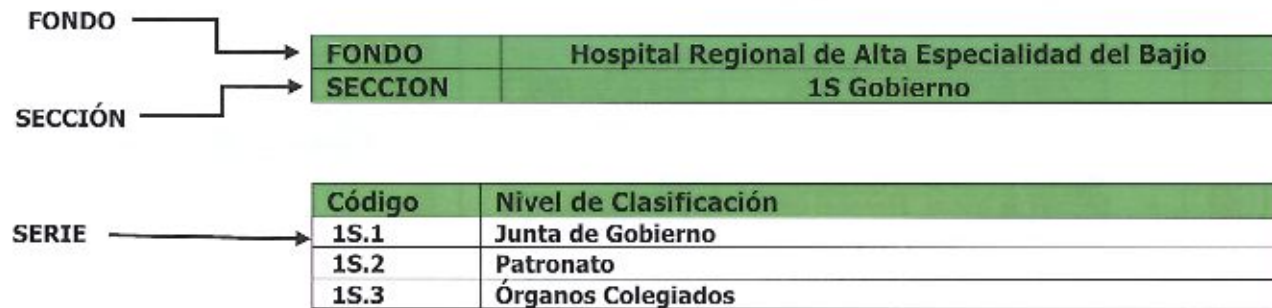 FONDO
FONDO Hospital Regional de Alta Especialidad del Bajío
SECCION 1S Gobierno
SECCIÓN
Código Nivel de Clasificación
SERIE 1S.1 Junta de Gobierno
1S.2 Patronato
1S.3 Órganos Colegiados